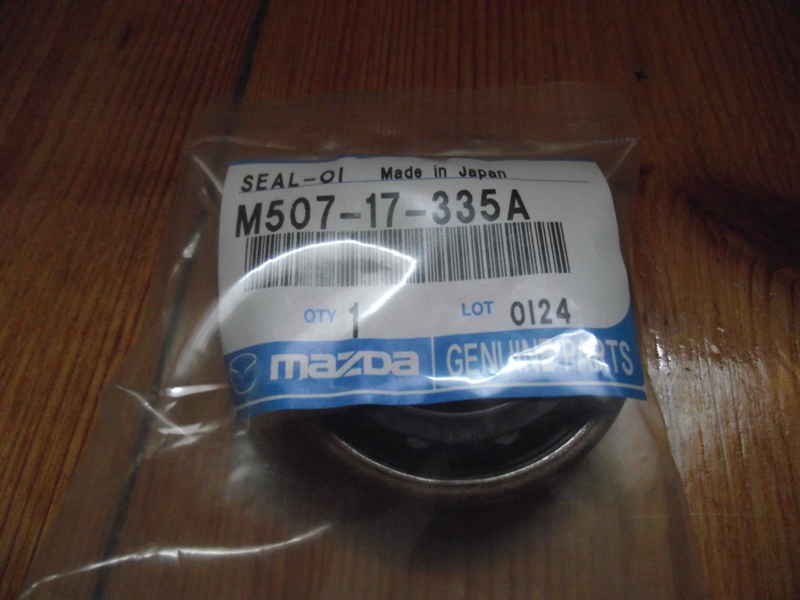 SEAL-OI Made in Japan
M507-17-335A
QTY 1 LOT 0124
mazda GENUINE PARTS